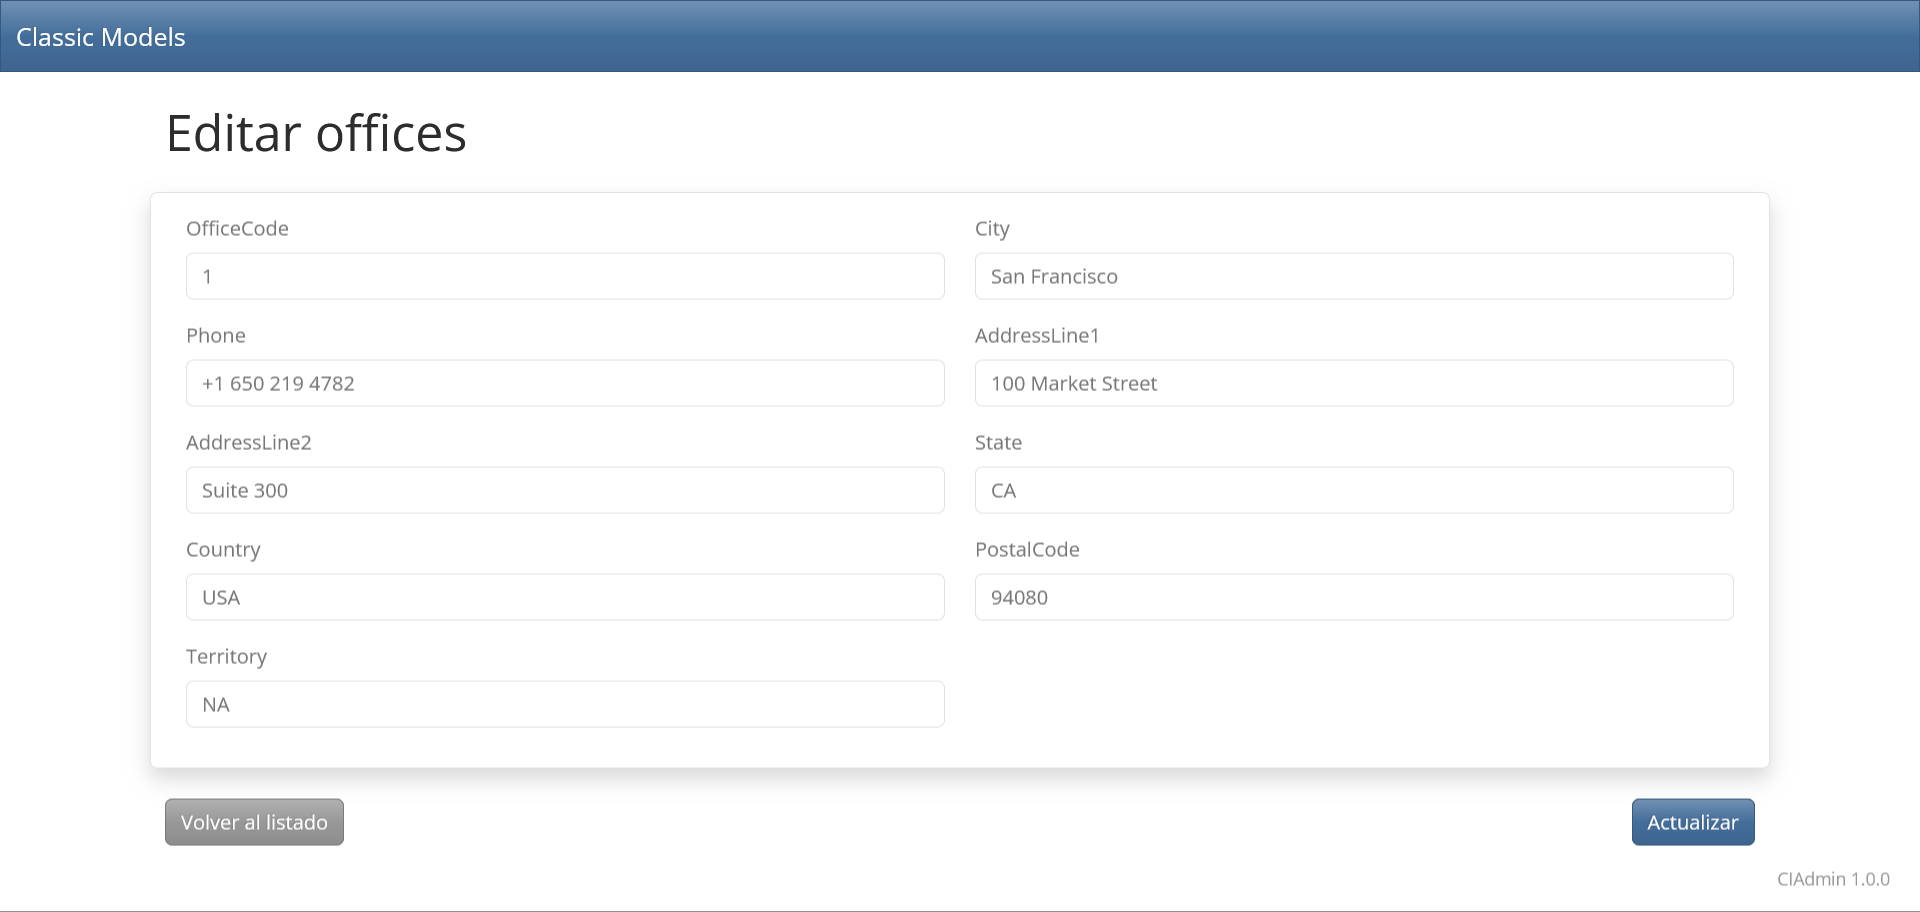 Classic Models
Editar offices
OfficeCode
City
1
San Francisco
Phone
AddressLine1
+1 650 219 4782
100 Market Street
AddressLine2
State
Suite 300
CA
Country
PostalCode
USA
94080
Territory
NA
Volver al listado
Actualizar
CIAdmin 1.0.0